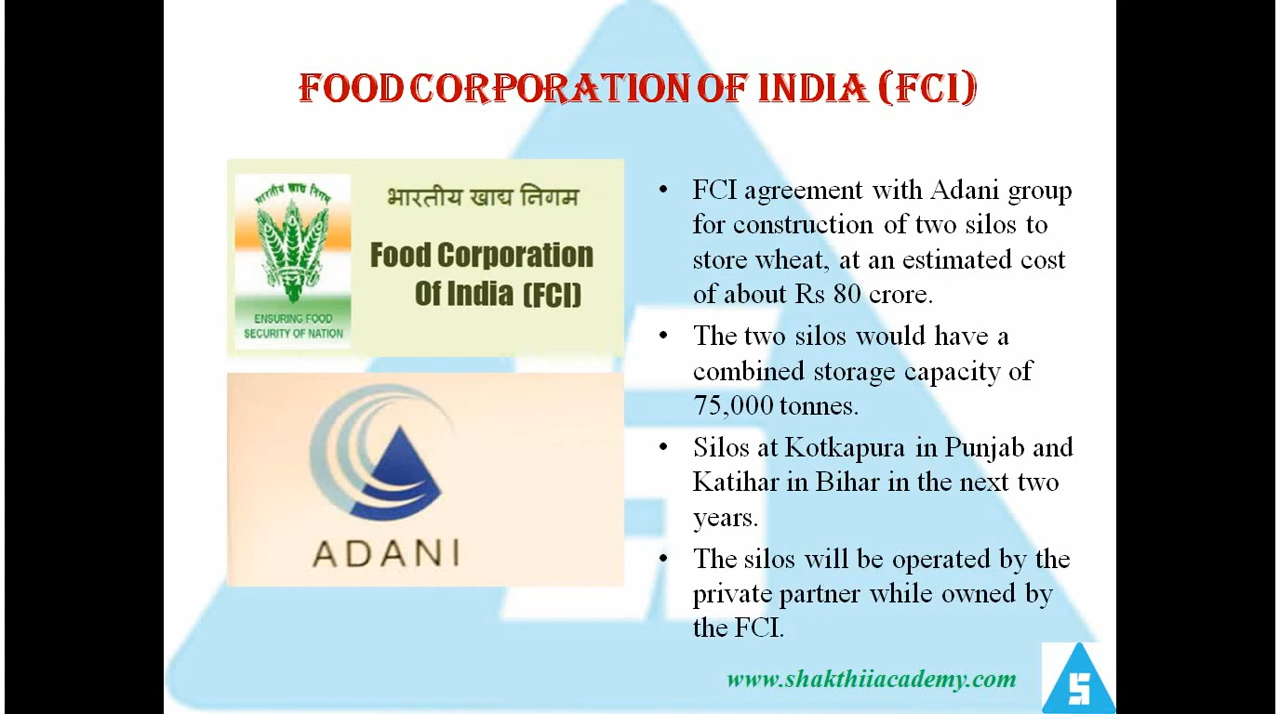 FOOD CORPORATION OF INDIA (FCI)
भारतीय खाद्य निगम
ENSURING FOOD
SECURITY OF NATION
भारतीय खाद्य निगम
Food Corporation
Of India (FCI)
ADANI
• FCI agreement with Adani group
for construction of two silos to
store wheat, at an estimated cost
of about Rs 80 crore.
• The two silos would have a
combined storage capacity of
75,000 tonnes.
• Silos at Kotkapura in Punjab and
Katihar in Bihar in the next two
years.
• The silos will be operated by the
private partner while owned by
the FCI.
www.shakthiiacademy.com
S